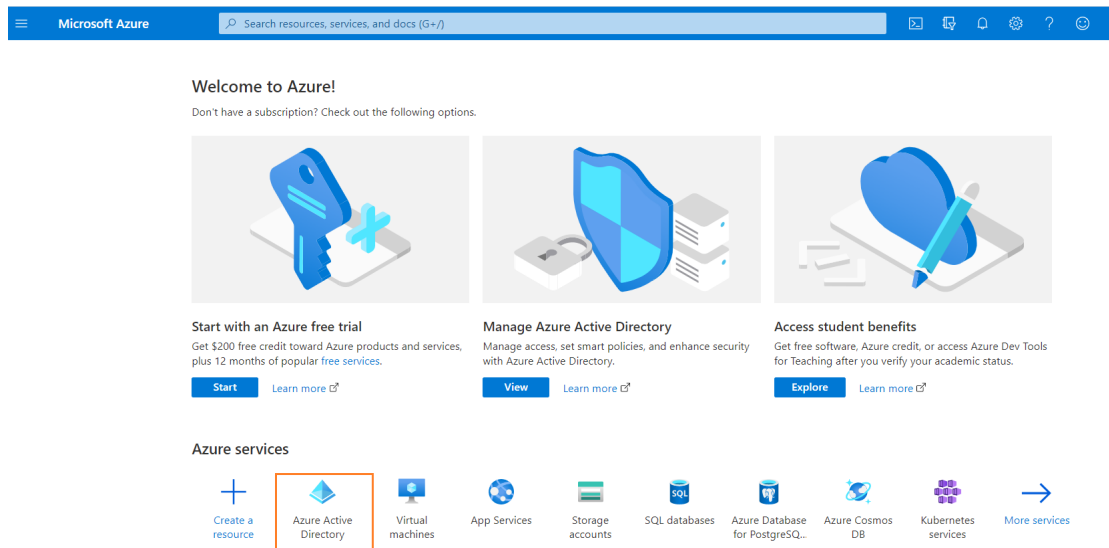 Microsoft Azure
Search resources, services, and docs (G+/)
Welcome to Azure!
Don't have a subscription? Check out the following options.
Start with an Azure free trial
Get $200 free credit toward Azure products and services,
plus 12 months of popular free services.
Start
Learn more
Manage Azure Active Directory
Manage access, set smart policies, and enhance security
with Azure Active Directory.
View
Learn more
Access student benefits
Get free software, Azure credit, or access Azure Dev Tools
for Teaching after you verify your academic status.
Explore
Learn more
Azure services
SQL
Create a
resource
Azure Active
Directory
Virtual
machines
App Services
Storage
accounts
SQL databases
Azure Database
for PostgreSQ...
Azure Cosmos
DB
Kubernetes
services
More services